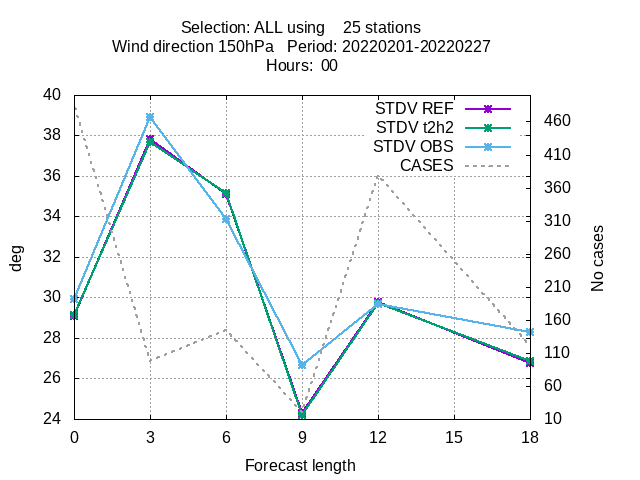 Selection: ALL using    25 stations
Wind direction 150hPa   Period: 20220201-20220227
Hours:  00
STDV REF
STDV t2h2
STDV OBS
CASES
40
38
36
34
32
30
28
26
24
deg
460
410
360
310
260
210
160
110
60
10
No cases
0 3 6 9 12 15 18
Forecast length